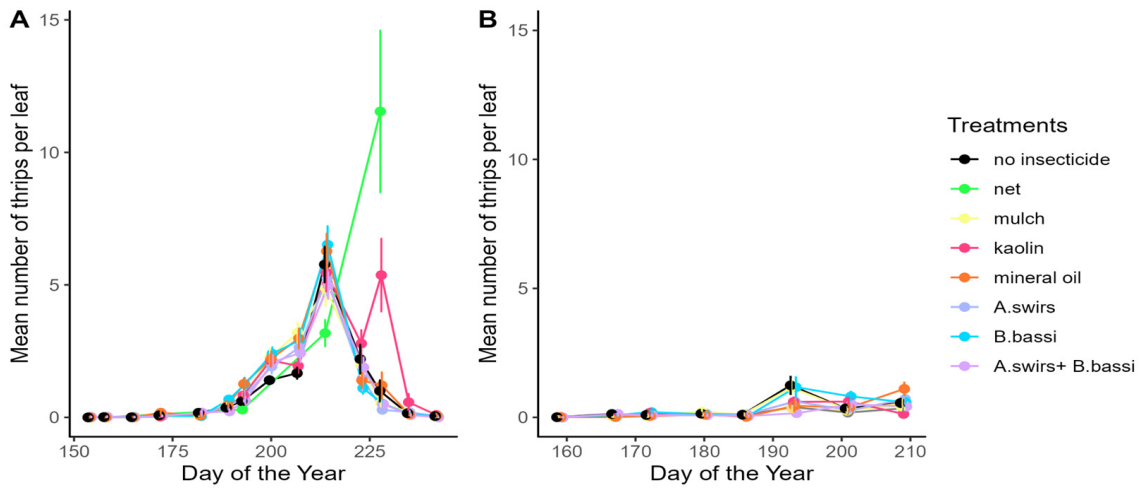 A
B
Mean number of thrips per leaf
15
10
5
0
150
175
200
225
Day of the Year
Mean number of thrips per leaf
15
10
5
0
160
170
180
190
200
210
Day of the Year
Treatments
no insecticide
net
mulch
kaolin
mineral oil
A.swirs
B.bassi
A.swirs+ B.bassi